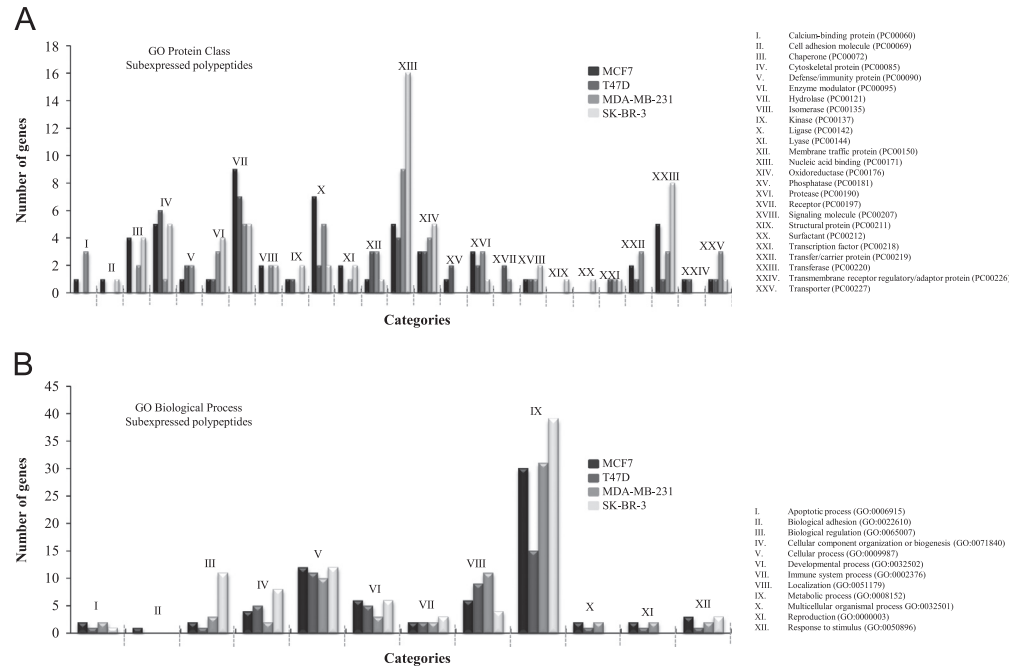 A
GO Protein Class
Subexpressed polypeptides
Number of genes
18
16
14
12
10
8
6
4
2
0
I
II
III
IV
V
VI
VII
VIII
IX
X
XI
XII
XIII
XIV
XV
XVI
XVII
XVIII
XIX
XX
XXI
XXII
XXIII
XXIV
XXV
MCF7
T47D
MDA-MB-231
SK-BR-3
Categories
I. Calcium-binding protein (PC00060)
II. Cell adhesion molecule (PC00069)
III. Chaperone (PC00072)
IV. Cytoskeletal protein (PC00085)
V. Defense/immunity protein (PC00090)
VI. Enzyme modulator (PC00095)
VII. Hydrolase (PC00121)
VIII. Isomerase (PC00135)
IX. Kinase (PC00137)
X. Ligase (PC00142)
XI. Lyase (PC00144)
XII. Membrane traffic protein (PC00150)
XIII. Nucleic acid binding (PC00171)
XIV. Oxidoreductase (PC00176)
XV. Phosphatase (PC00181)
XVI. Protease (PC00190)
XVII. Receptor (PC00197)
XVIII. Signaling molecule (PC00207)
XIX. Structural protein (PC00211)
XX. Surfactant (PC00212)
XXI. Transcription factor (PC00218)
XXII. Transfer/carrier protein (PC00219)
XXIII. Transferase (PC00220)
XXIV. Transmembrane receptor regulatory/adaptor protein (PC00226)
XXV. Transporter (PC00227)
B
GO Biological Process
Subexpressed polypeptides
Number of genes
45
40
35
30
25
20
15
10
5
0
I
II
III
IV
V
VI
VII
VIII
IX
X
XI
XII
MCF7
T47D
MDA-MB-231
SK-BR-3
Categories
I. Apoptotic process (GO:0006915)
II. Biological adhesion (GO:0022610)
III. Biological regulation (GO:0065007)
IV. Cellular component organization or biogenesis (GO:0071840)
V. Cellular process (GO:0009987)
VI. Developmental process (GO:0032502)
VII. Immune system process (GO:0002376)
VIII. Localization (GO:0051179)
IX. Metabolic process (GO:0008152)
X. Multicellular organismal process GO:0032501)
XI. Reproduction (GO:0000003)
XII. Response to stimulus (GO:0050896)